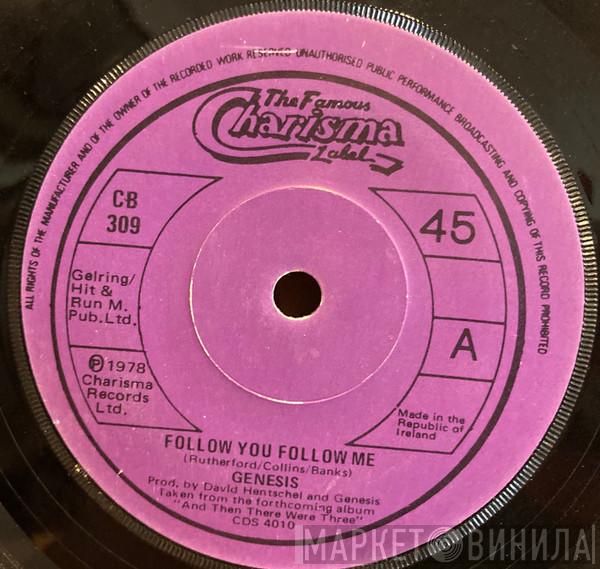 ALL RIGHTS OF THE MANUFACTURER AND OF THE OWNER OF THE RECORDED WORK RESERVED UNAUTHORISED PUBLIC PERFORMANCE BROADCASTING AND COPYING OF THIS RECORD PROHIBITED
The Famous
Charisma
Label
CB
309
45
Gelring/
Hit &
Run M.
Pub.Ltd.
A
℗ 1978
Charisma
Records
Ltd.
Made in the
Republic of
Ireland
FOLLOW YOU FOLLOW ME
(Rutherford/Collins/Banks)
GENESIS
Prod. by David Hentschel and Genesis
Taken from the forthcoming album
"And Then There Were Three"
CDS 4010
МАРКЕТ ВИНИЛА